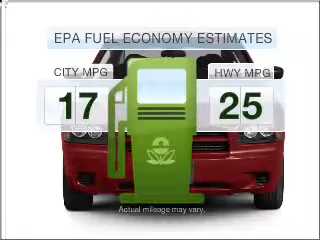 EPA FUEL ECONOMY ESTIMATES
CITY MPG
HWY MPG
17
25
Actual mileage may vary.